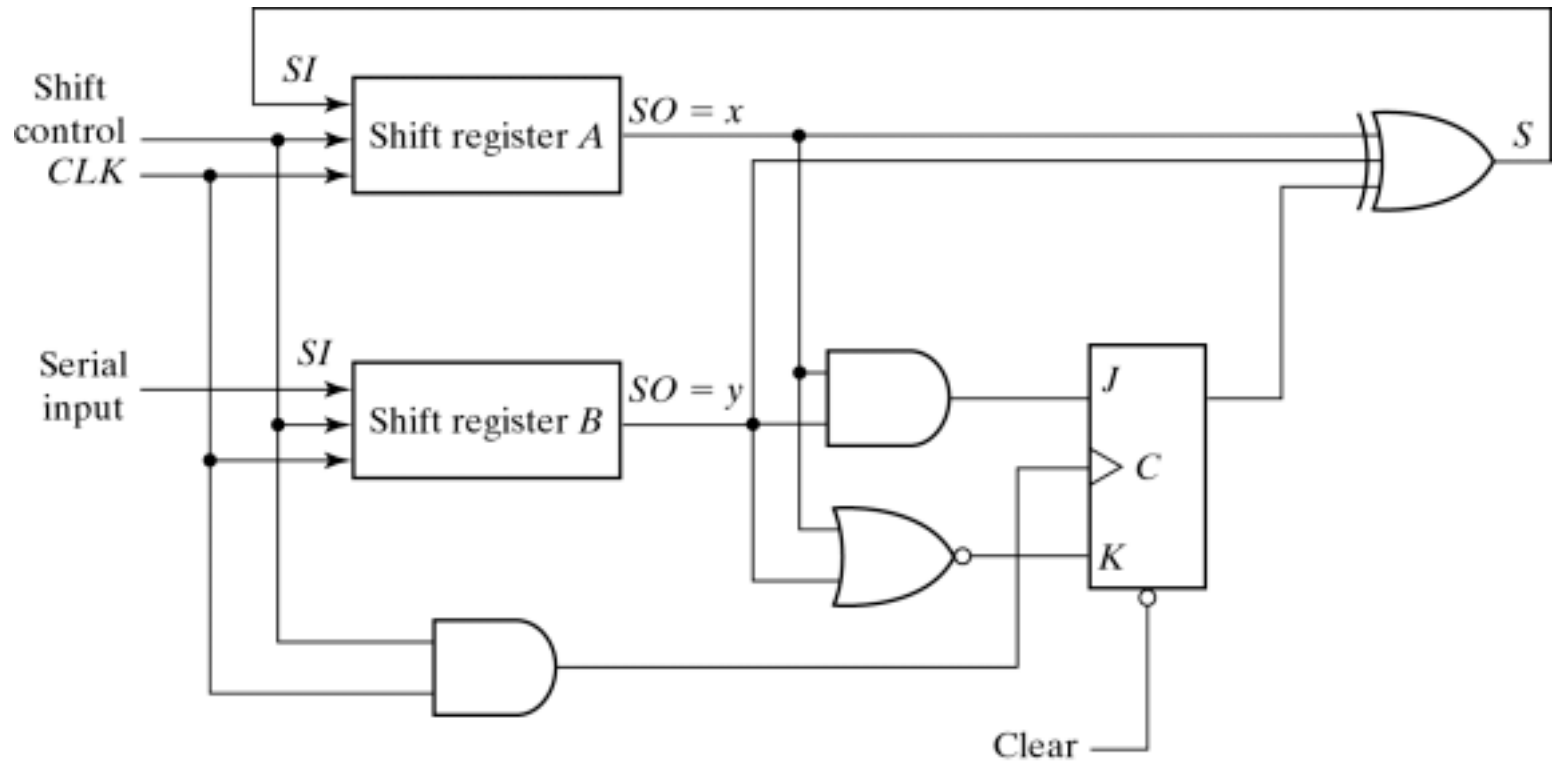 SI
Shift
control
CLK
Shift register A
SO = x
S
Serial
input
SI
Shift register B
SO = y
J
C
K
Clear